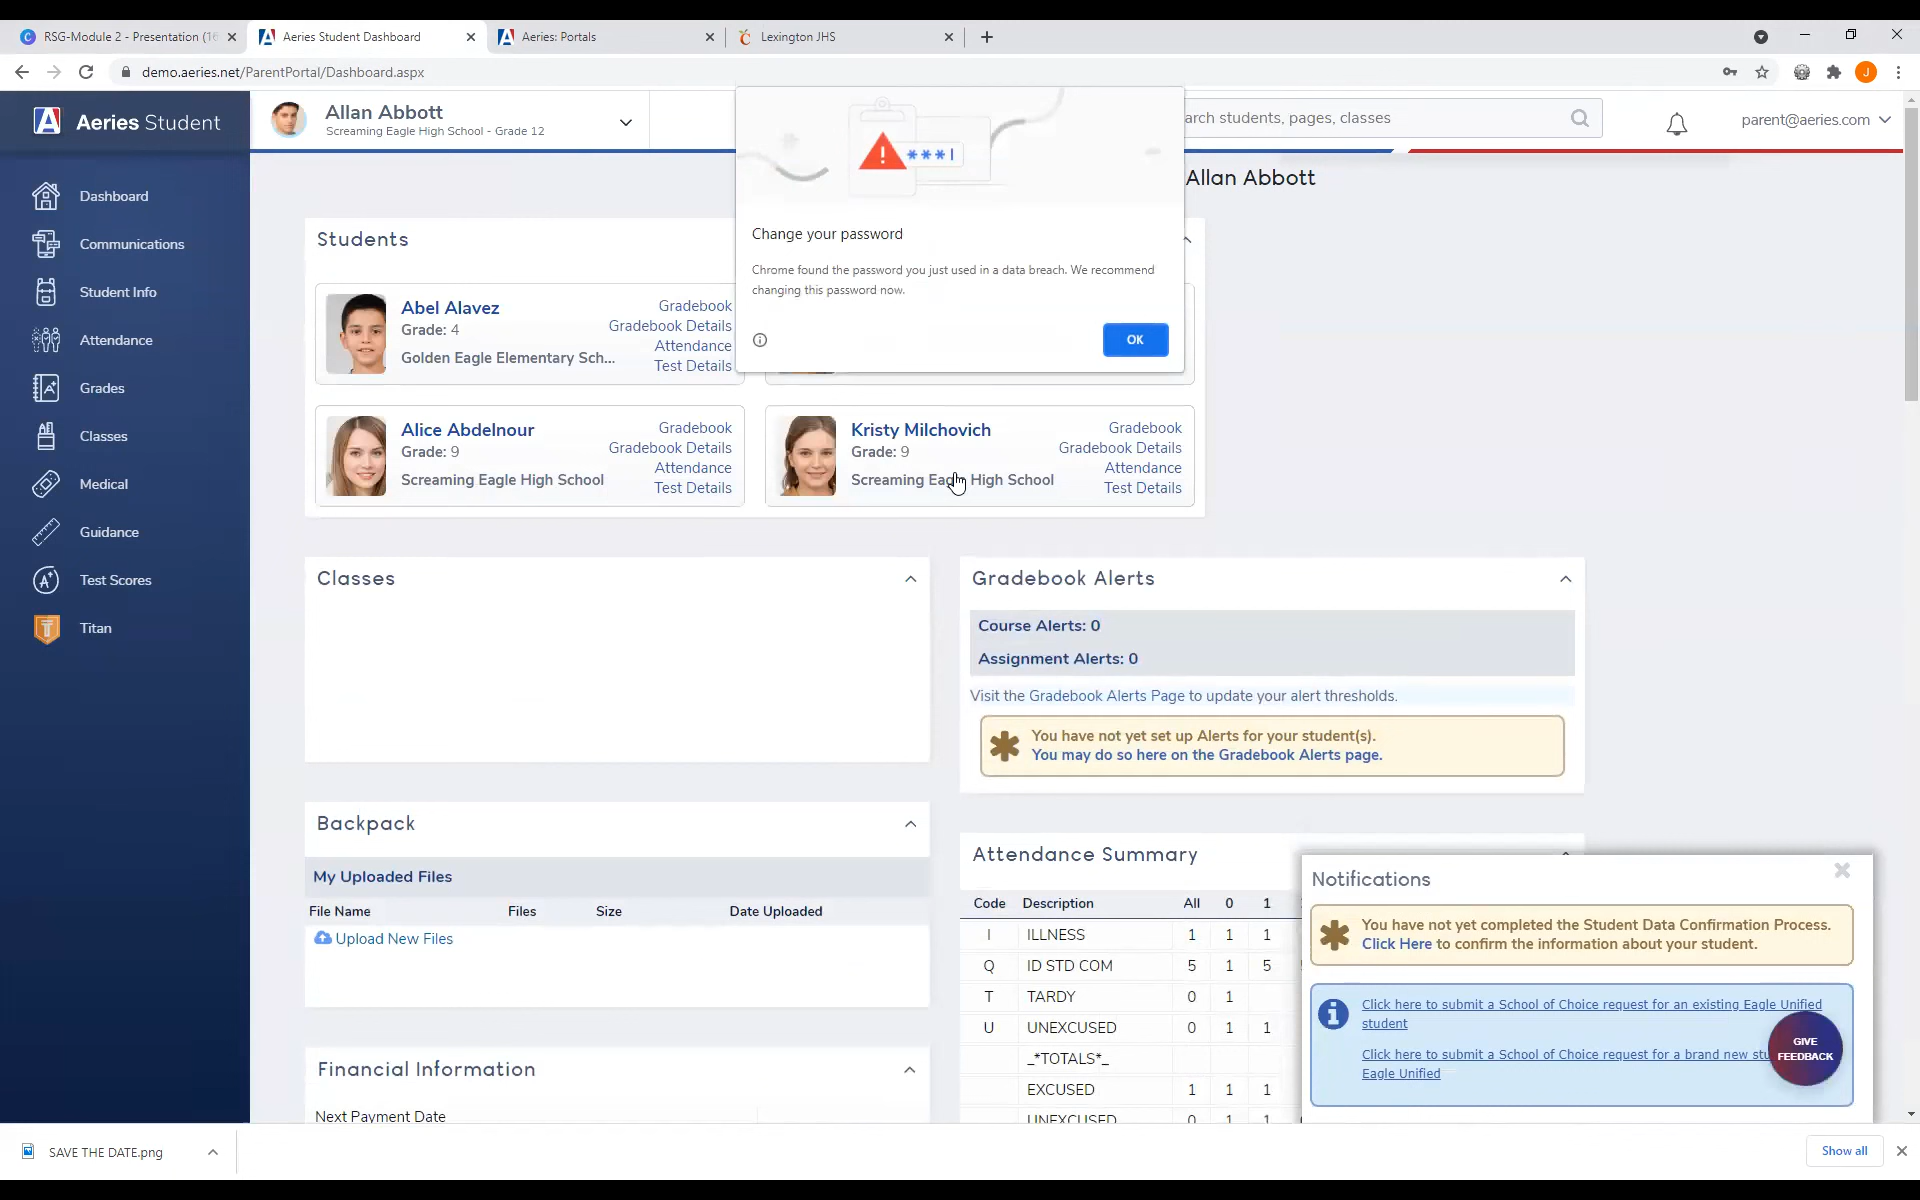 RSG-Module 2 - Presentation (16
Aeries Student Dashboard
Aeries: Portals
Lexington JHS
demo.aeries.net/ParentPortal/Dashboard.aspx
J
Aeries Student
Allan Abbott
Screaming Eagle High School - Grade 12
arch students, pages, classes
parent@aeries.com
Dashboard
Communications
Student Info
Attendance
Grades
Classes
Medical
Guidance
Test Scores
Titan
Allan Abbott
***|
Change your password
Chrome found the password you just used in a data breach. We recommend
changing this password now.
OK
Students
Abel Alavez
Grade: 4
Golden Eagle Elementary Sch...
Gradebook
Gradebook Details
Attendance
Test Details
Alice Abdelnour
Grade: 9
Screaming Eagle High School
Gradebook
Gradebook Details
Attendance
Test Details
Kristy Milchovich
Grade: 9
Screaming Eagle High School
Gradebook
Gradebook Details
Attendance
Test Details
Classes
Gradebook Alerts
Course Alerts: 0
Assignment Alerts: 0
Visit the Gradebook Alerts Page to update your alert thresholds.
You have not yet set up Alerts for your student(s).
You may do so here on the Gradebook Alerts page.
Backpack
My Uploaded Files
File Name Files Size Date Uploaded
Upload New Files
Financial Information
Next Payment Date
Attendance Summary
Code Description All 0 1
I ILLNESS 1 1 1
Q ID STD COM 5 1 5
T TARDY 0 1
U UNEXCUSED 0 1 1
_*TOTALS*_
EXCUSED 1 1 1
UNEXCUSED 0 1 1
Notifications
You have not yet completed the Student Data Confirmation Process.
Click Here to confirm the information about your student.
Click here to submit a School of Choice request for an existing Eagle Unified
student
Click here to submit a School of Choice request for a brand new
Eagle Unified
GIVE
FEEDBACK
SAVE THE DATE.png
Show all